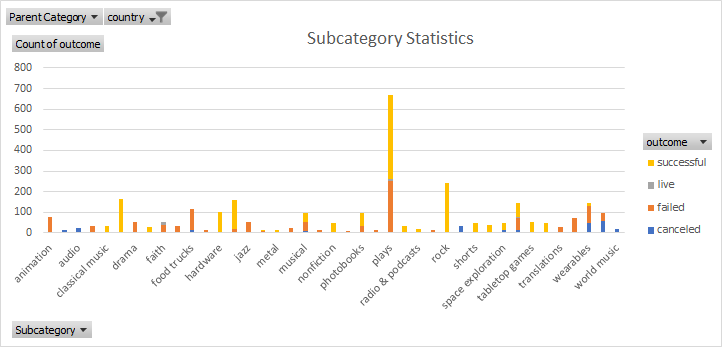 Parent Category
country
Count of outcome
Subcategory Statistics
800
700
600
500
400
300
200
100
0
animation
audio
classical music
drama
faith
food trucks
hardware
jazz
metal
musical
nonfiction
photobooks
plays
radio & podcasts
rock
shorts
space exploration
tabletop games
translations
wearables
world music
outcome
successful
live
failed
canceled
Subcategory